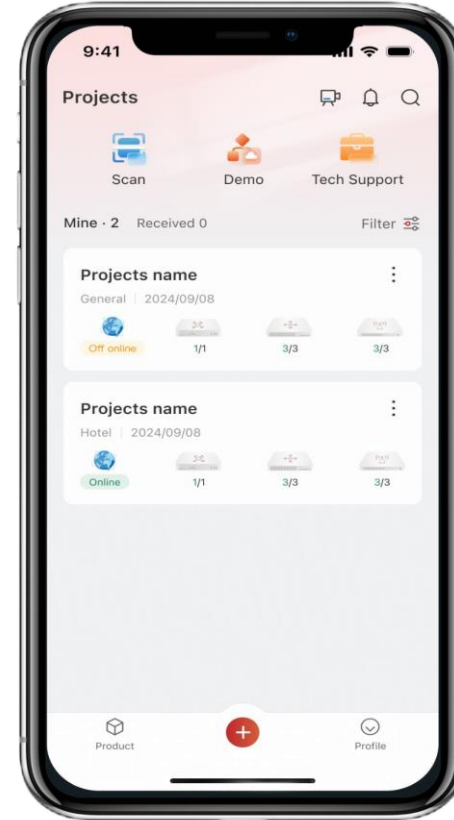 9:41
Projects
Scan Demo Tech Support
Mine · 2 Received 0 Filter
Projects name
General | 2024/09/08
Off online 1/1 3/3 3/3
Projects name
Hotel | 2024/09/08
Online 1/1 3/3 3/3
Product Profile